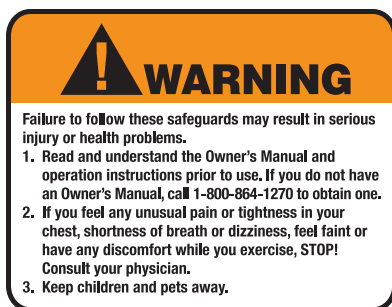 WARNING
Failure to follow these safeguards may result in serious
injury or health problems.
1. Read and understand the Owner's Manual and
operation instructions prior to use. If you do not have
an Owner's Manual, call 1-800-864-1270 to obtain one.
2. If you feel any unusual pain or tightness in your
chest, shortness of breath or dizziness, feel faint or
have any discomfort while you exercise, STOP!
Consult your physician.
3. Keep children and pets away.